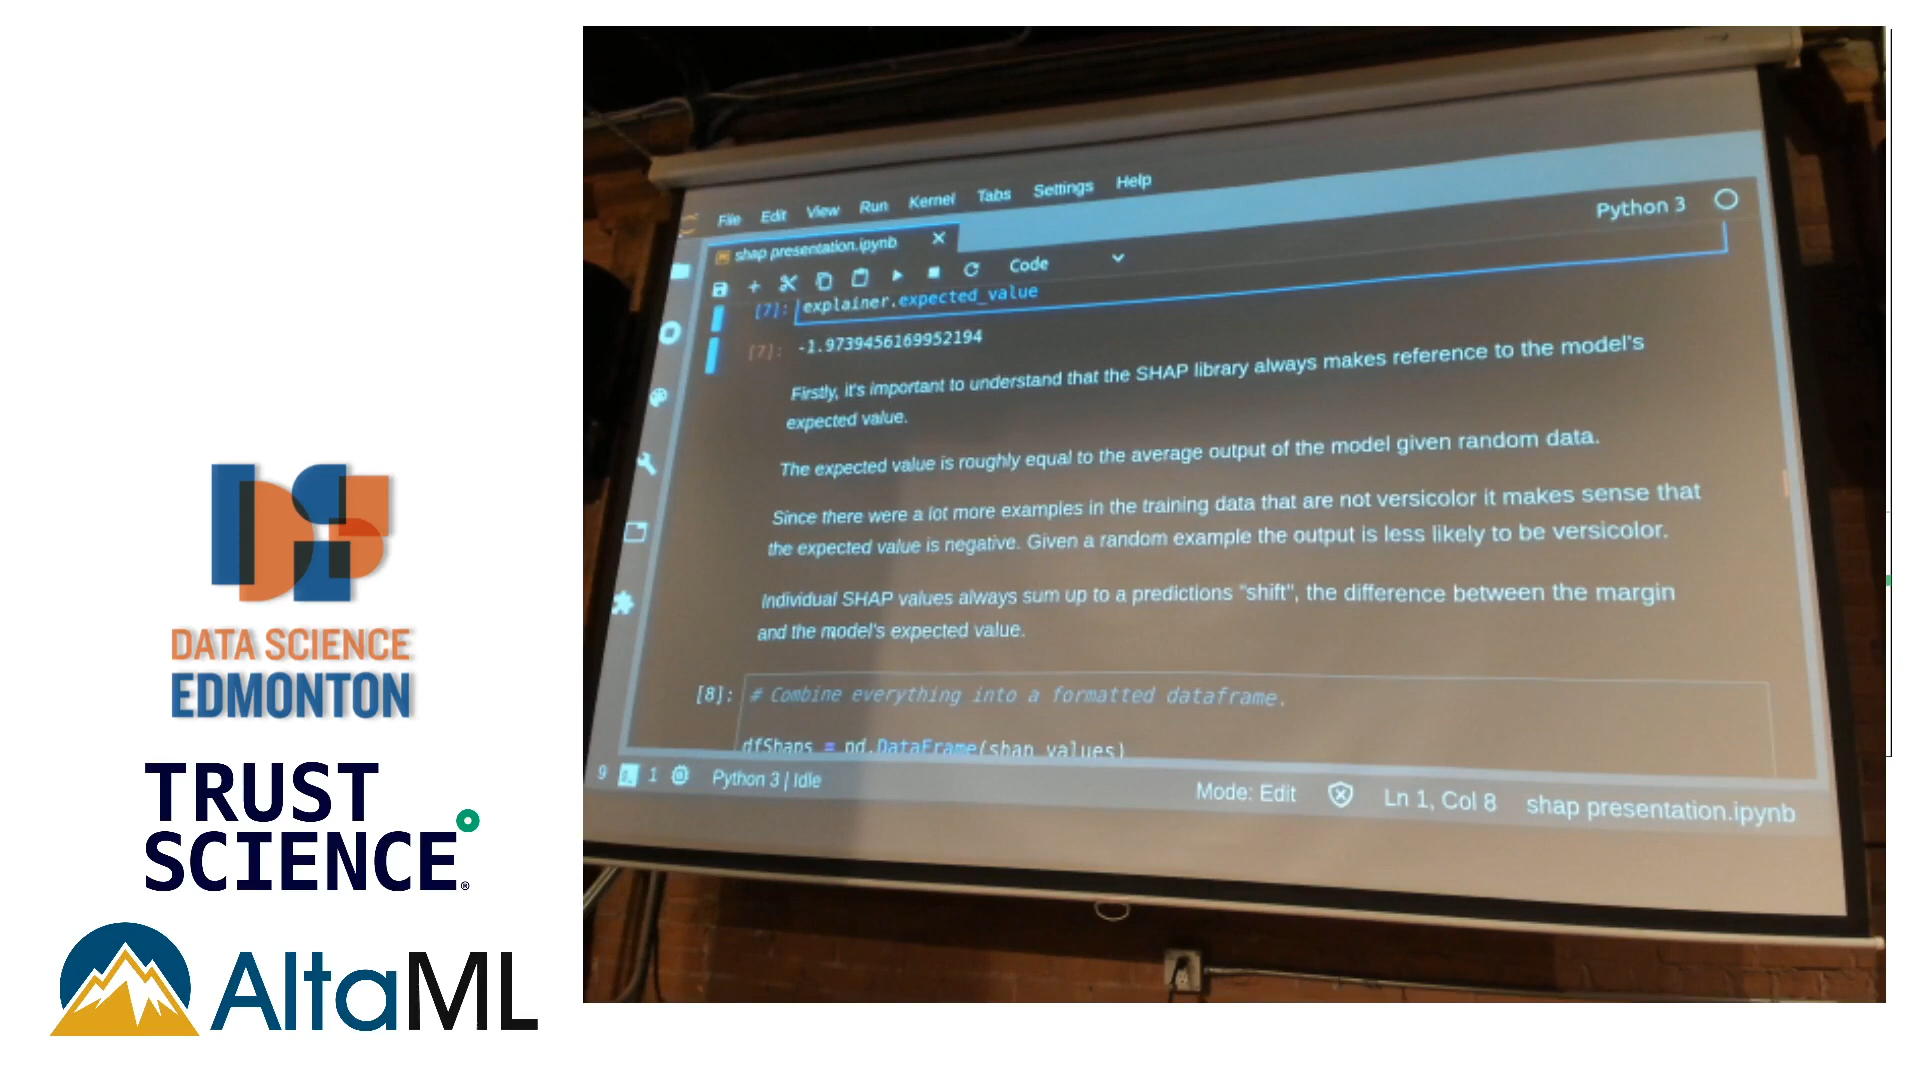 DATA SCIENCE
EDMONTON
TRUST
SCIENCE®
AltaML
File Edit View Run Kernel Tabs Settings Help
shap presentation.ipynb
Code
Python 3
[7]: explainer.expected_value
[7]: -1.9739456169952194
Firstly, it's important to understand that the SHAP library always makes reference to the model's
expected value.
The expected value is roughly equal to the average output of the model given random data.
Since there were a lot more examples in the training data that are not versicolor it makes sense that
the expected value is negative. Given a random example the output is less likely to be versicolor.
Individual SHAP values always sum up to a predictions "shift", the difference between the margin
and the model's expected value.
[8]: # Combine everything into a formatted dataframe.
dfShaps = pd.DataFrame(shap_values)
9 1 Python 3 | Idle Mode: Edit Ln 1, Col 8 shap presentation.ipynb